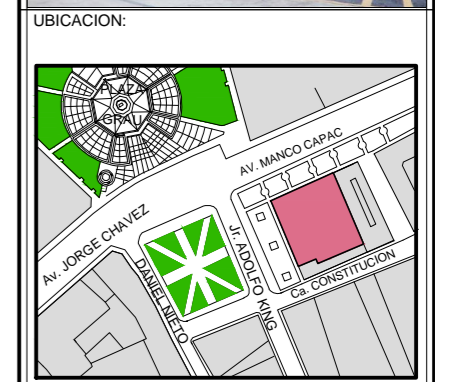 UBICACION:
PLAZA
GRAU
AV. MANCO CAPAC
Av. JORGE CHAVEZ
Jr. ADOLFO KING
DANIEL NIETO
Ca. CONSTITUCION